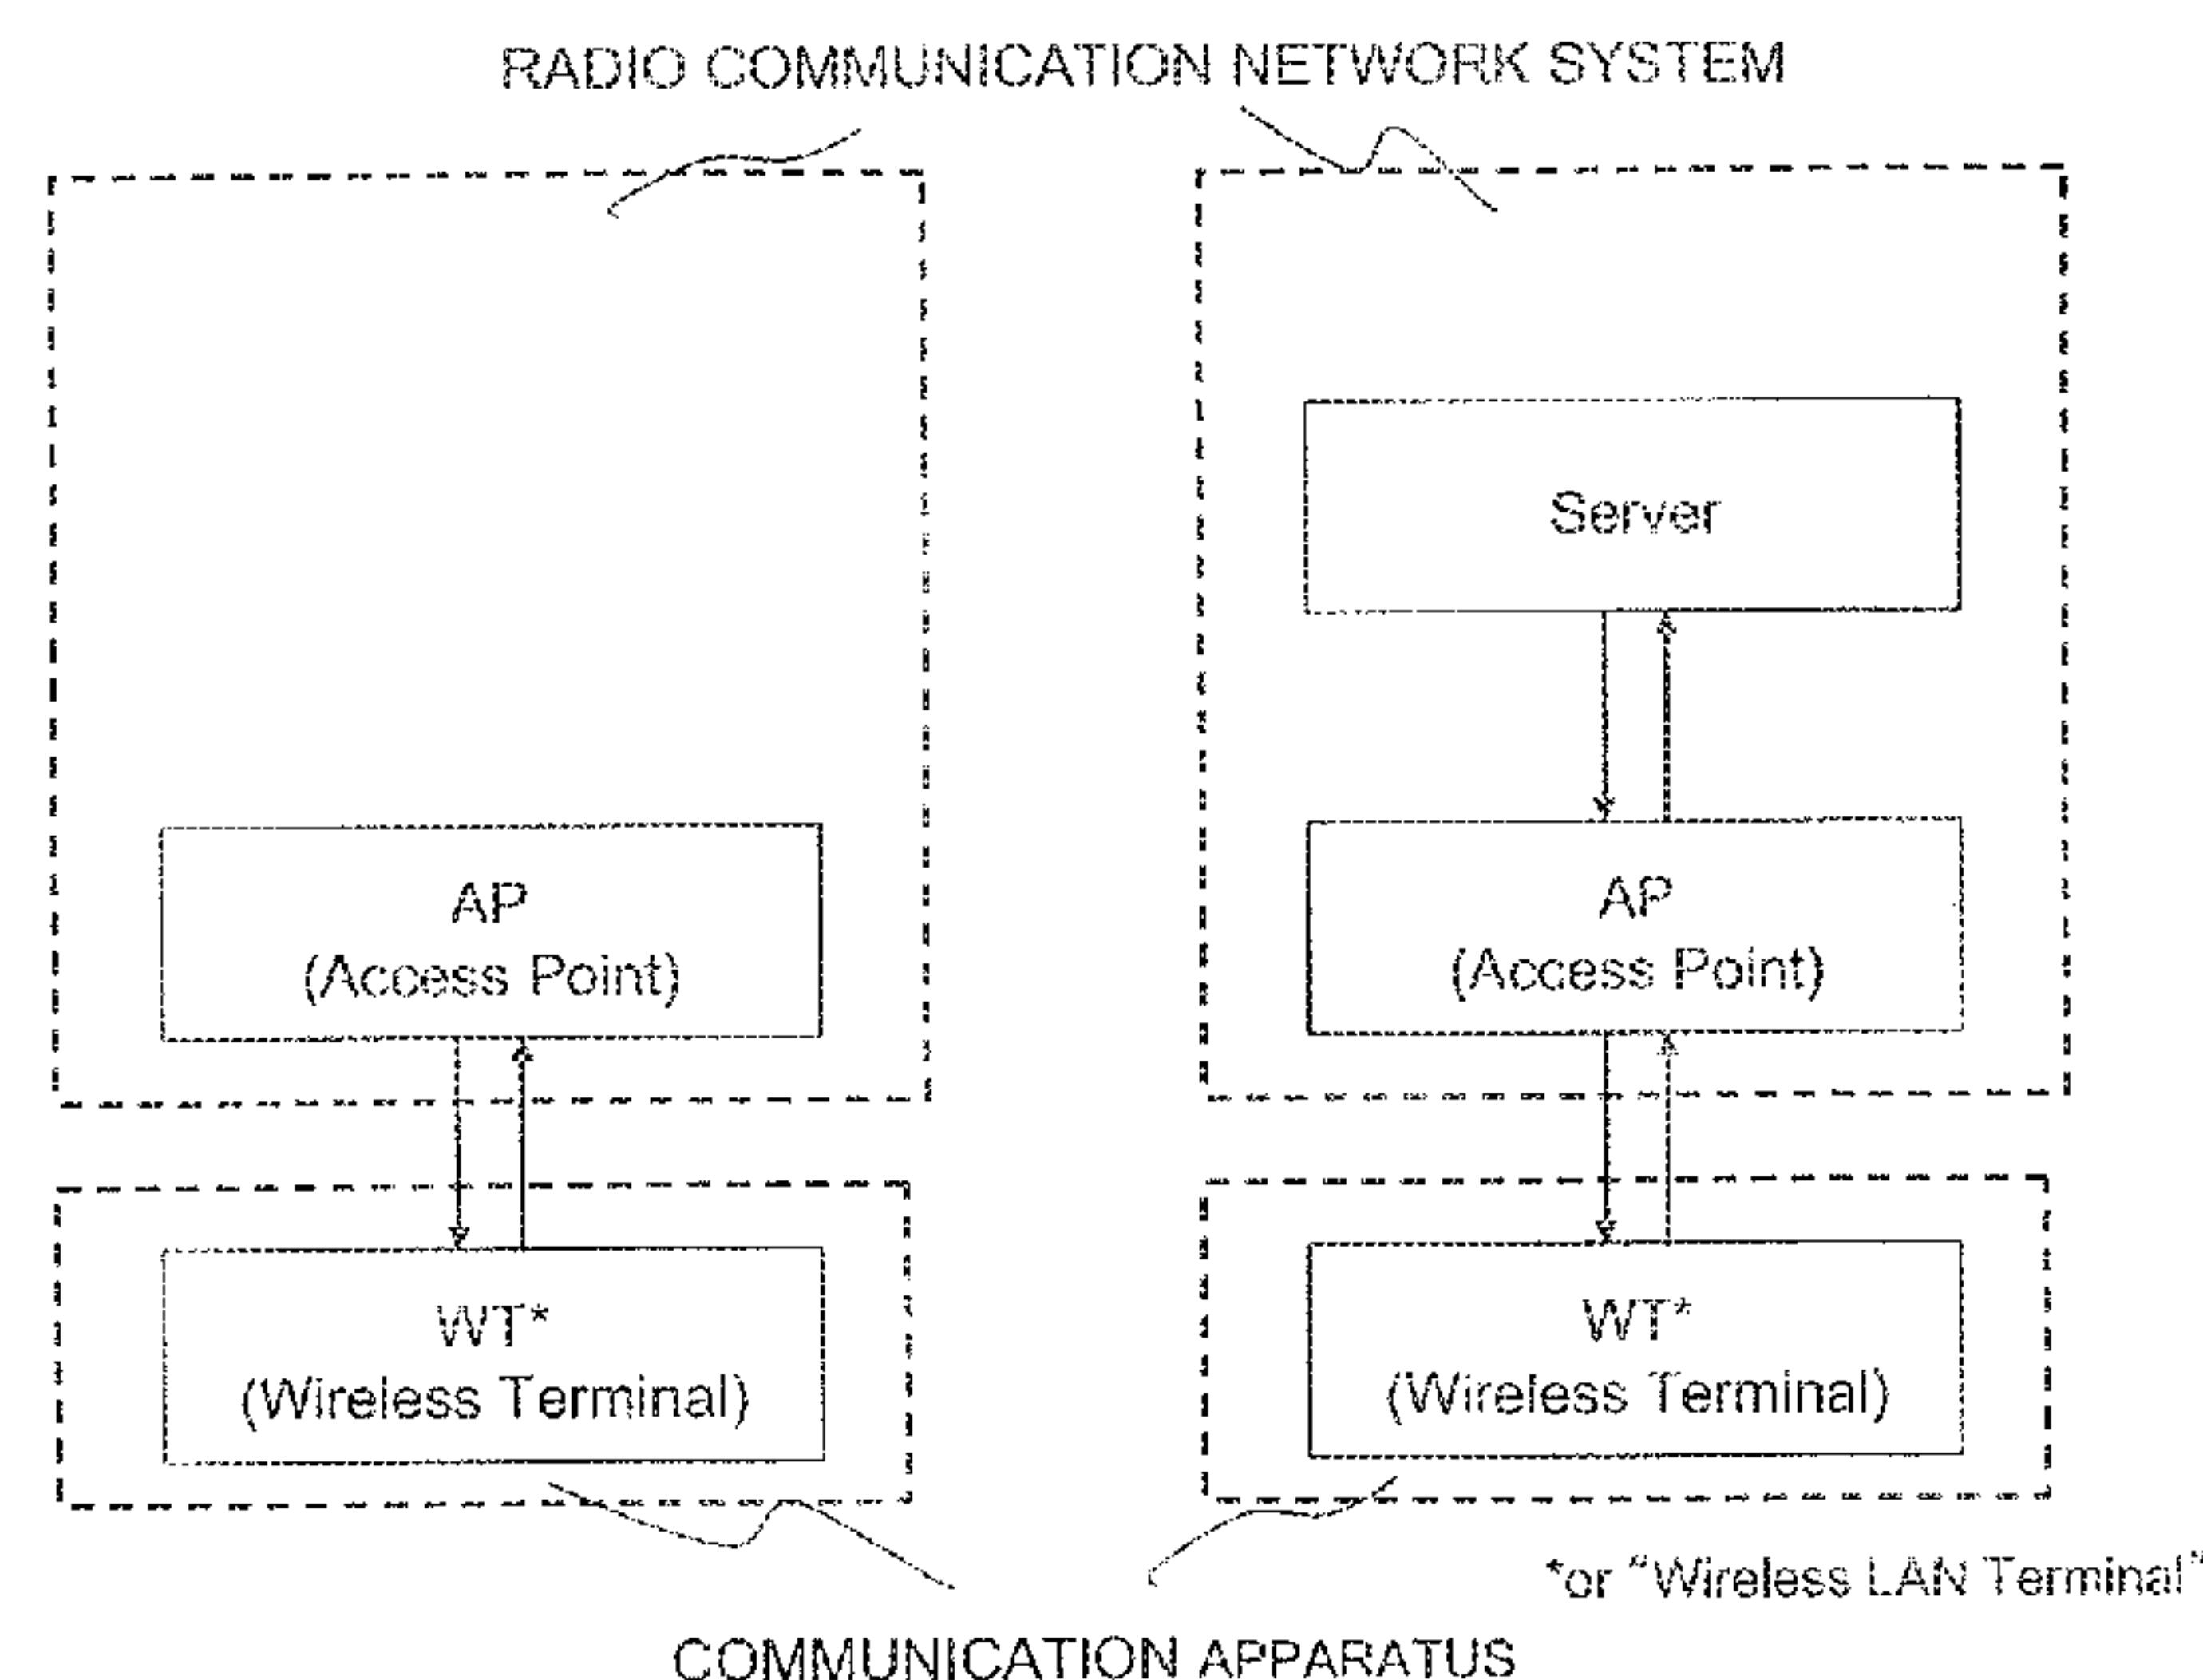 RADIO COMMUNICATION NETWORK SYSTEM
Server
AP
(Access Point)
AP
(Access Point)
WT*
(Wireless Terminal)
WT*
(Wireless Terminal)
*or “Wireless LAN Terminal”
COMMUNICATION APPARATUS